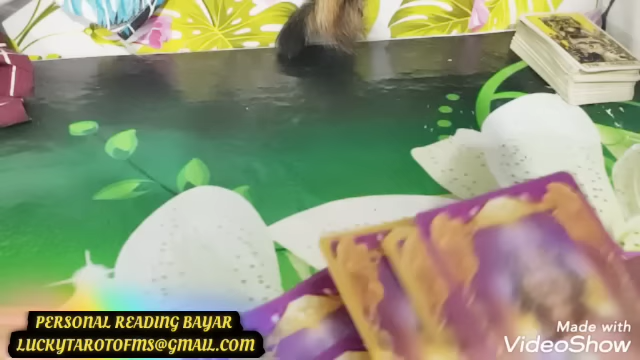 PERSONAL READING BAYAR
LUCKYTAROTOFMS@GMAIL.COM
Made with
VideoShow